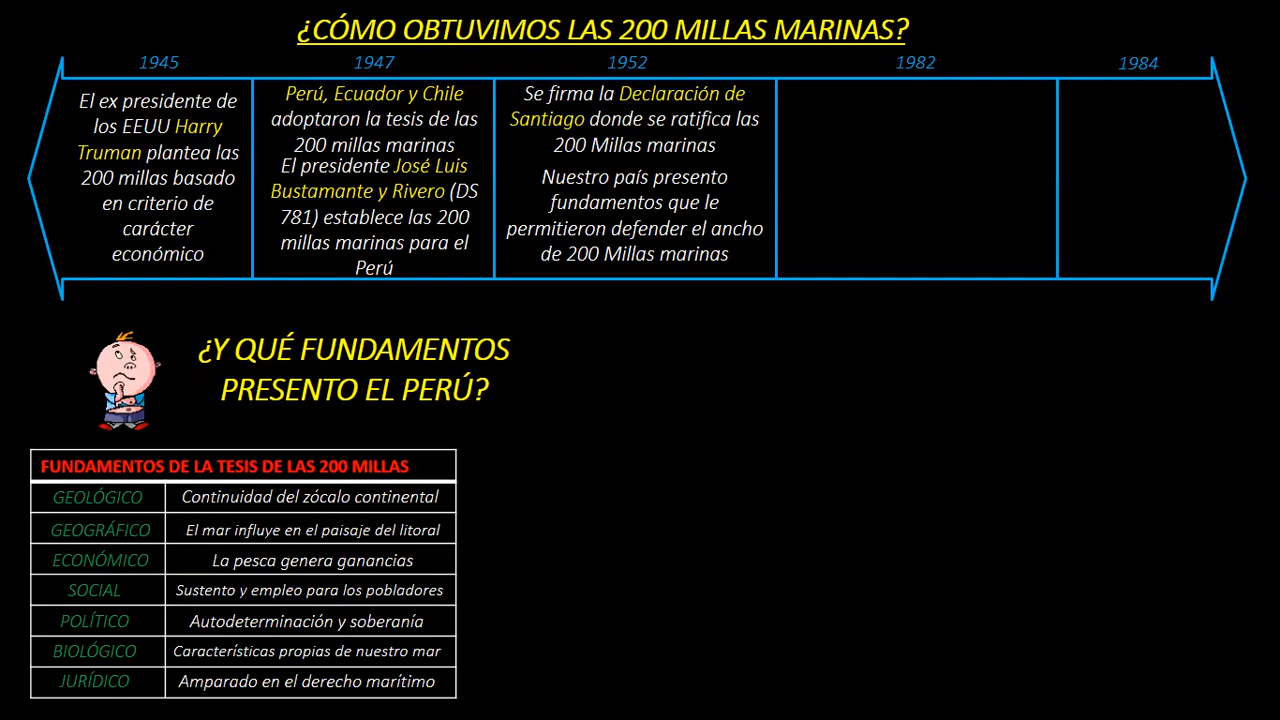 ¿CÓMO OBTUVIMOS LAS 200 MILLAS MARINAS?
1945
1947
1952
1982
1984
El ex presidente de
los EEUU Harry
Truman plantea las
200 millas basado
en criterio de
carácter
económico
Perú, Ecuador y Chile
adoptaron la tesis de las
200 millas marinas
El presidente José Luis
Bustamante y Rivero (DS
781) establece las 200
millas marinas para el
Perú
Se firma la Declaración de
Santiago donde se ratifica las
200 Millas marinas
Nuestro país presento
fundamentos que le
permitieron defender el ancho
de 200 Millas marinas
¿Y QUÉ FUNDAMENTOS
PRESENTO EL PERÚ?
FUNDAMENTOS DE LA TESIS DE LAS 200 MILLAS
GEOLÓGICO Continuidad del zócalo continental
GEOGRÁFICO El mar influye en el paisaje del litoral
ECONÓMICO La pesca genera ganancias
SOCIAL Sustento y empleo para los pobladores
POLÍTICO Autodeterminación y soberanía
BIOLÓGICO Características propias de nuestro mar
JURÍDICO Amparado en el derecho marítimo